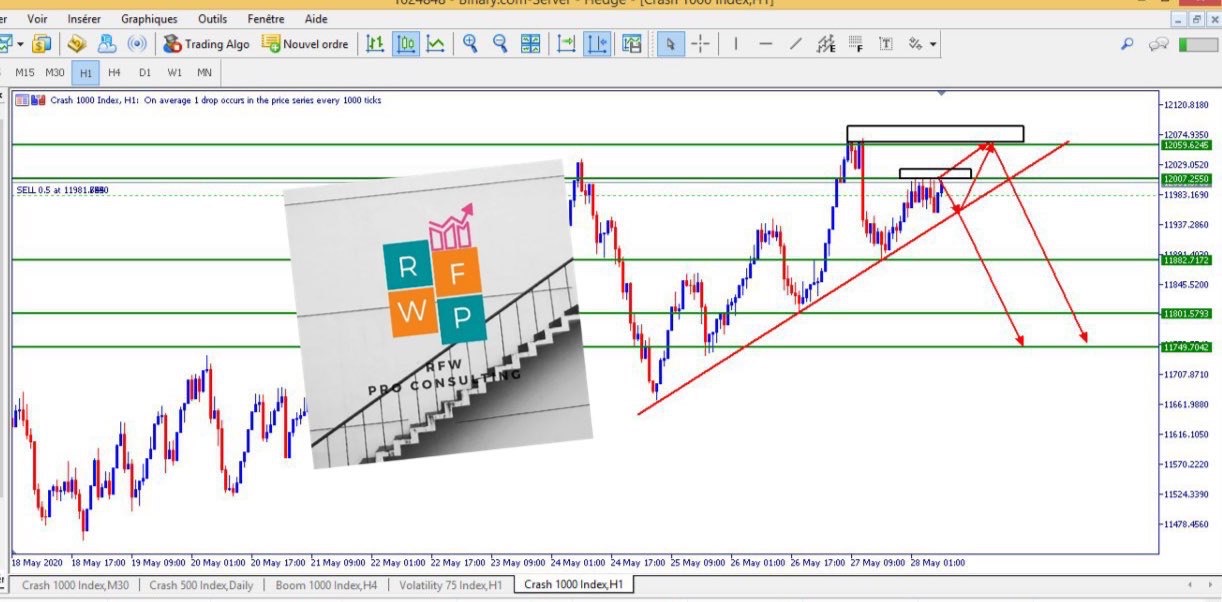 1024848 - Binary.com-Server - Hedge - [Crash 1000 Index,H1]
Voir Insérer Graphiques Outils Fenêtre Aide
Trading Algo Nouvel ordre
M15 M30 H1 H4 D1 W1 MN
Crash 1000 Index, H1: On average 1 drop occurs in the price series every 1000 ticks
12120.8180
12074.9350
12059.6245
12029.0520
12007.2550
SELL 0.5 at 11981.
11983.1690
11937.2860
11882.7172
11845.5200
11801.5793
11749.7042
11707.8710
11661.9880
11616.1050
11570.2220
11524.3390
11478.4560
R F
W P
RFW
PRO CONSULTING
18 May 2020 18 May 17:00 19 May 09:00 20 May 01:00 20 May 17:00 21 May 09:00 22 May 01:00 22 May 17:00 23 May 09:00 24 May 01:00 24 May 17:00 25 May 09:00 26 May 01:00 26 May 17:00 27 May 09:00 28 May 01:00
Crash 1000 Index,M30 Crash 500 Index,Daily Boom 1000 Index,H4 Volatility 75 Index,H1 Crash 1000 Index,H1